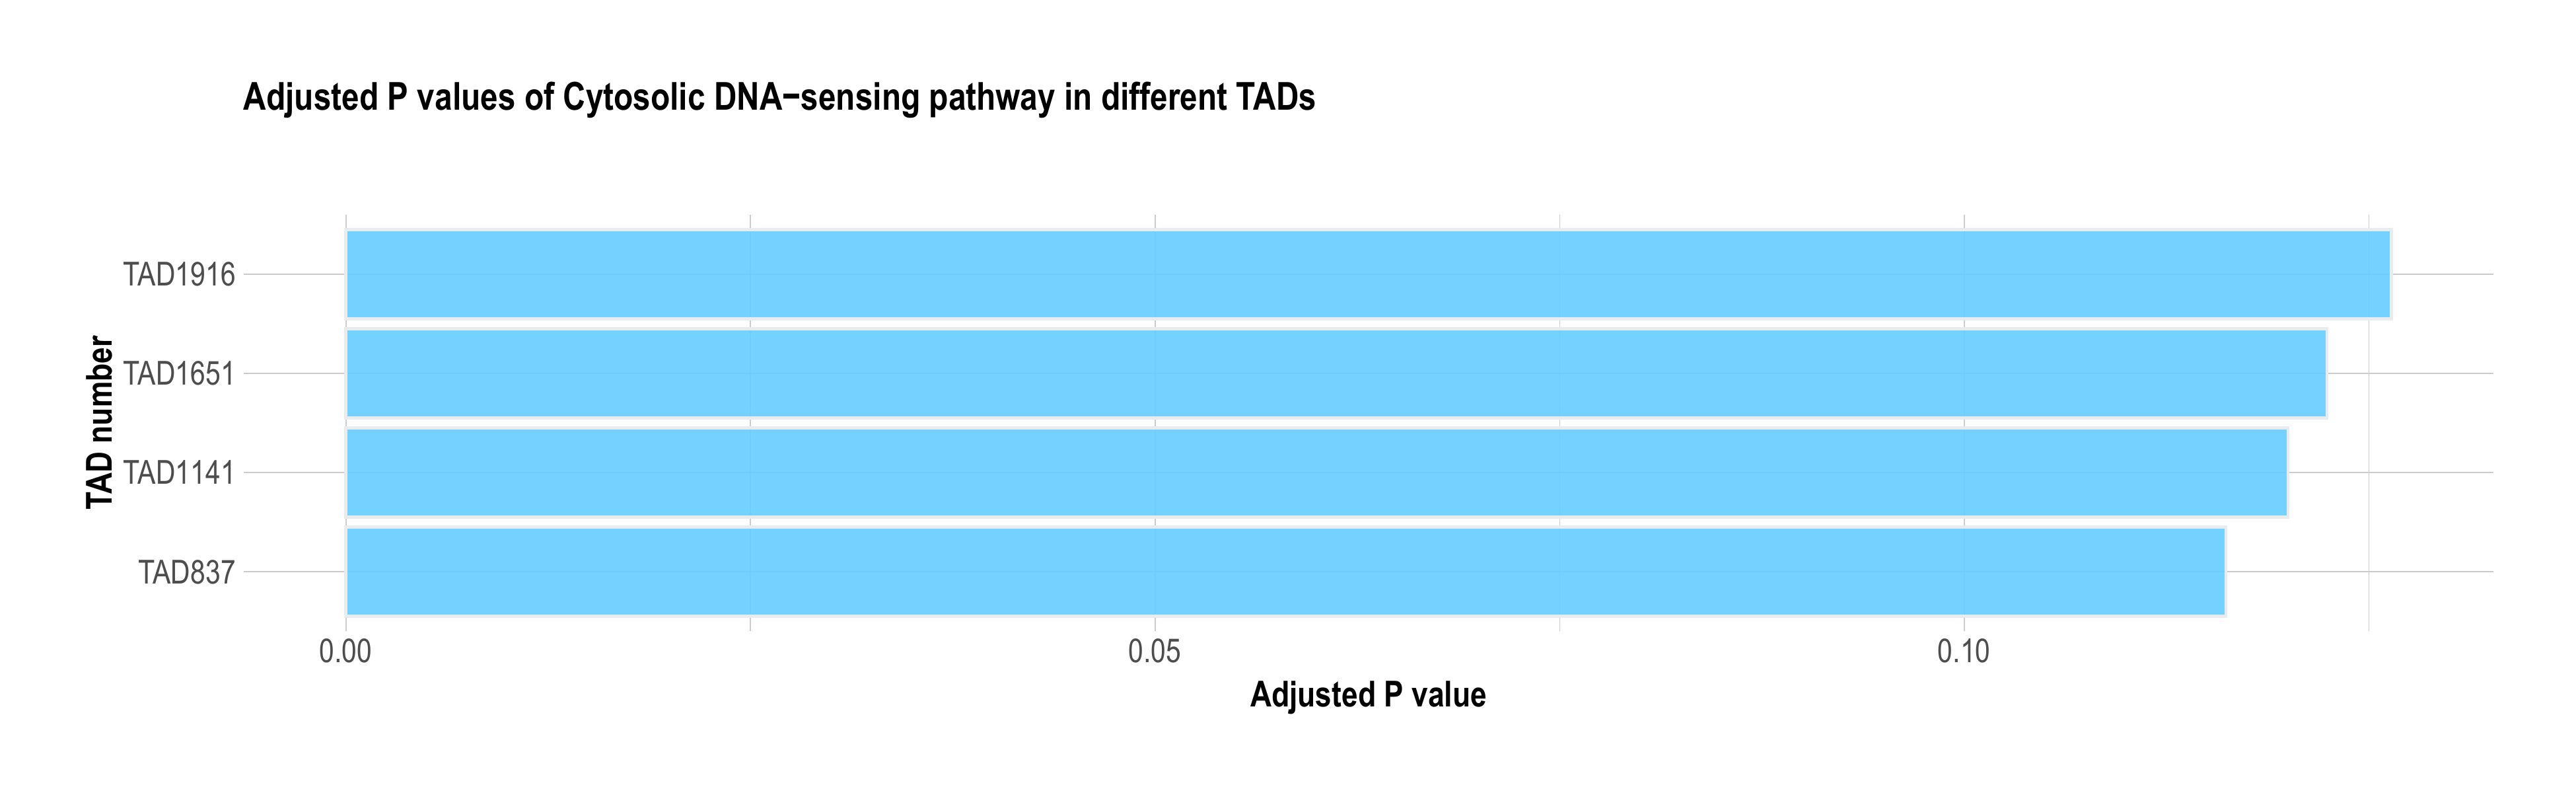 Adjusted P values of Cytosolic DNA−sensing pathway in different TADs
TAD number
TAD1916
TAD1651
TAD1141
TAD837
0.00 0.05 0.10
Adjusted P value